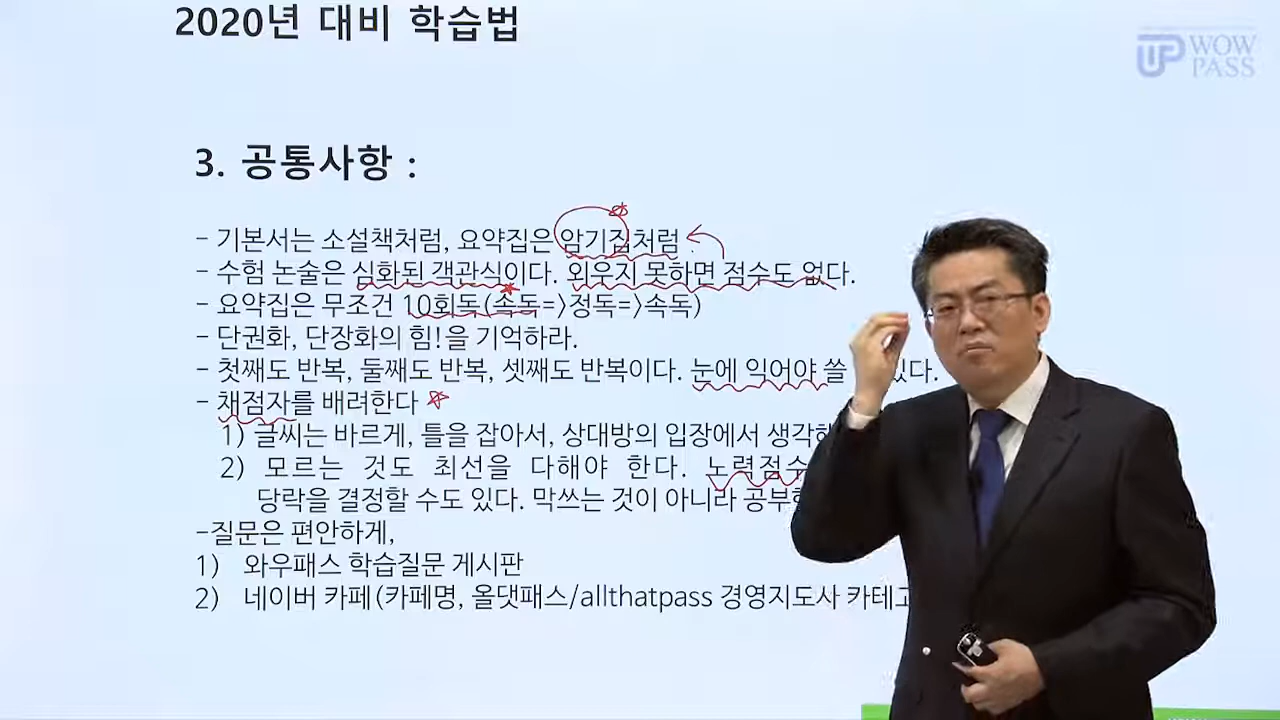 2020년 대비 학습법
WOW
PASS
3. 공통사항 :
- 기본서는 소설책처럼, 요약집은 암기집처럼
- 수험 논술은 심화된 객관식이다. 외우지 못하면 점수도 없다.
- 요약집은 무조건 10회독(속독=>정독=>속독)
- 단권화, 단장화의 힘!을 기억하라.
- 첫째도 반복, 둘째도 반복, 셋째도 반복이다. 눈에 익어야 쓸 있다.
- 채점자를 배려한다
1) 글씨는 바르게, 틀을 잡아서, 상대방의 입장에서
2) 모르는 것도 최선을 다해야 한다. 노력점수
당락을 결정할 수도 있다. 막쓰는 것이 아니라
-질문은 편안하게,
1) 와우패스 학습질문 게시판
2) 네이버 카페(카페명, 올댓패스/allthatpass 경영지도사